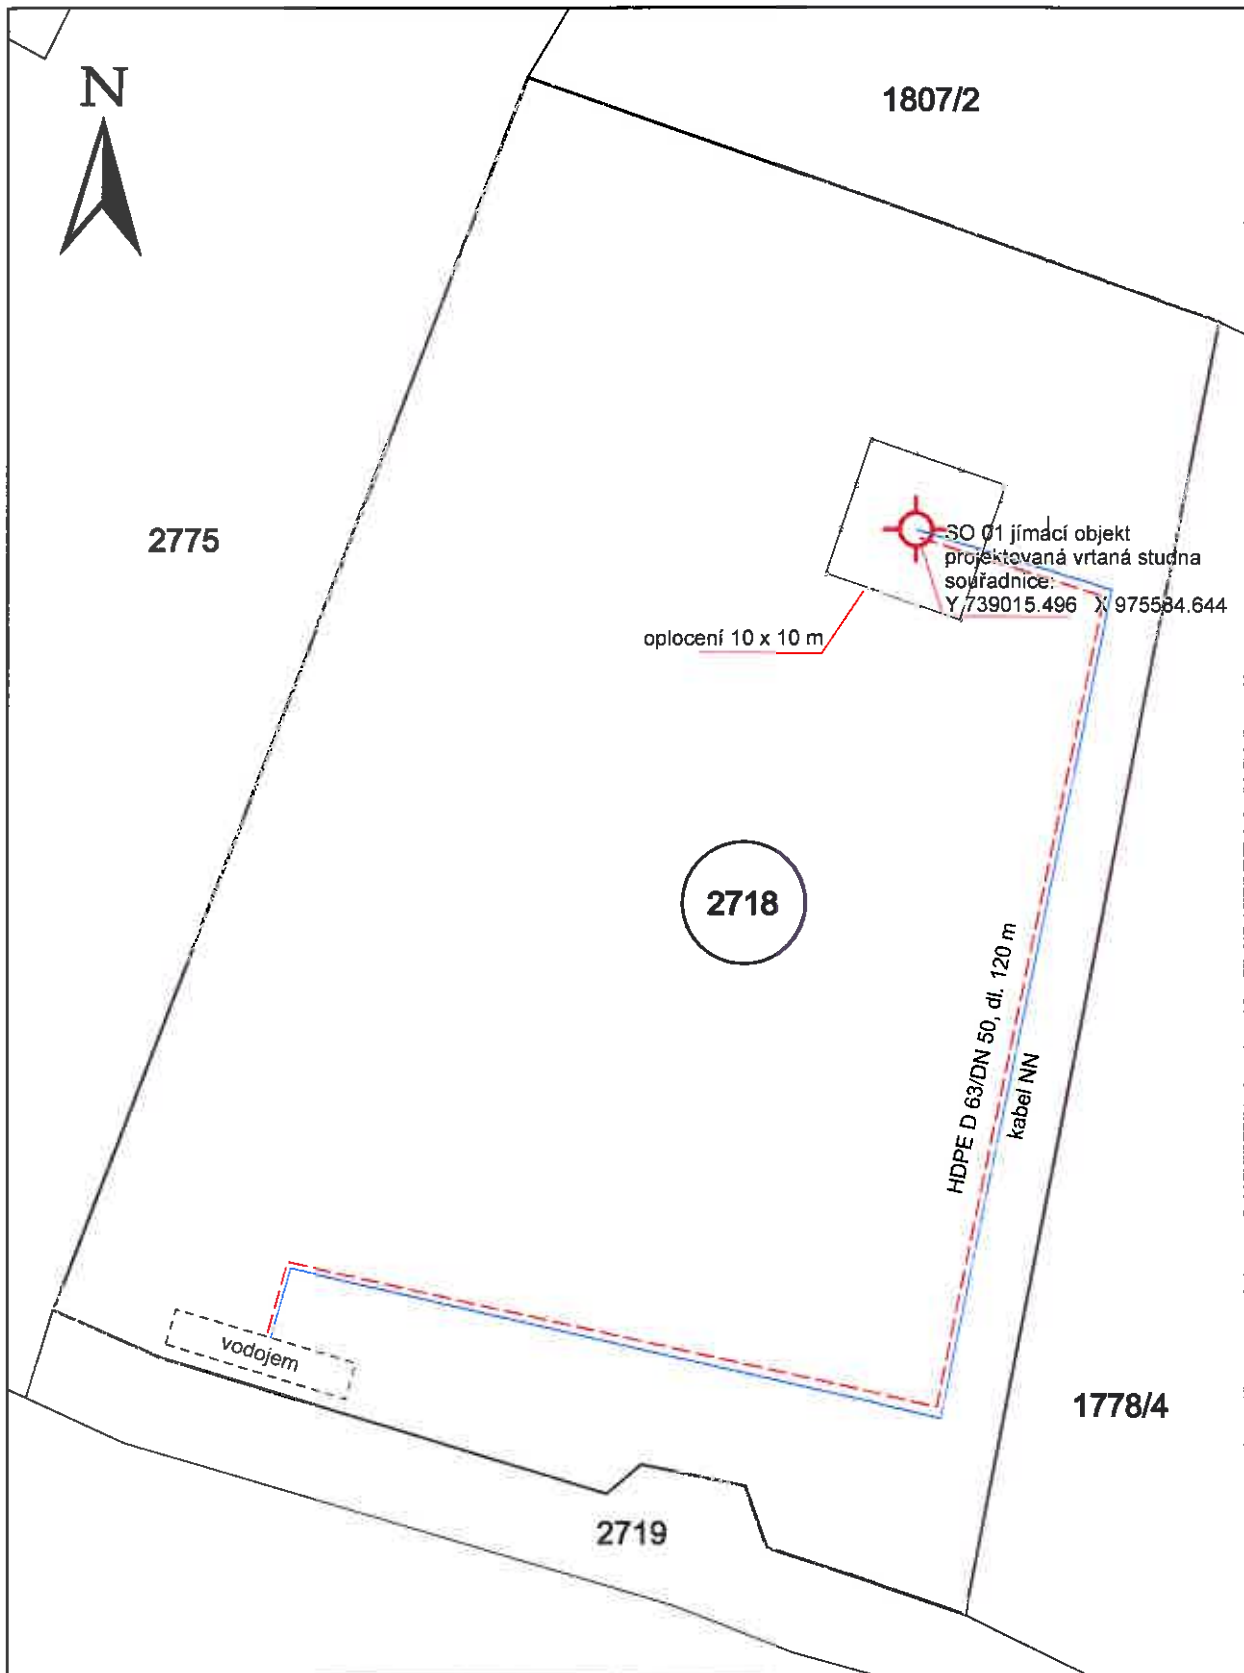 N
1807/2
2775
SO 01 jímací objekt
projektovaná vrtaná studna
souřadnice:
Y 739015.496 X 975584.644
oplocení 10 x 10 m
2718
HDPE D 63/DN 50, dl. 120 m
kabel NN
vodojem
1778/4
2719